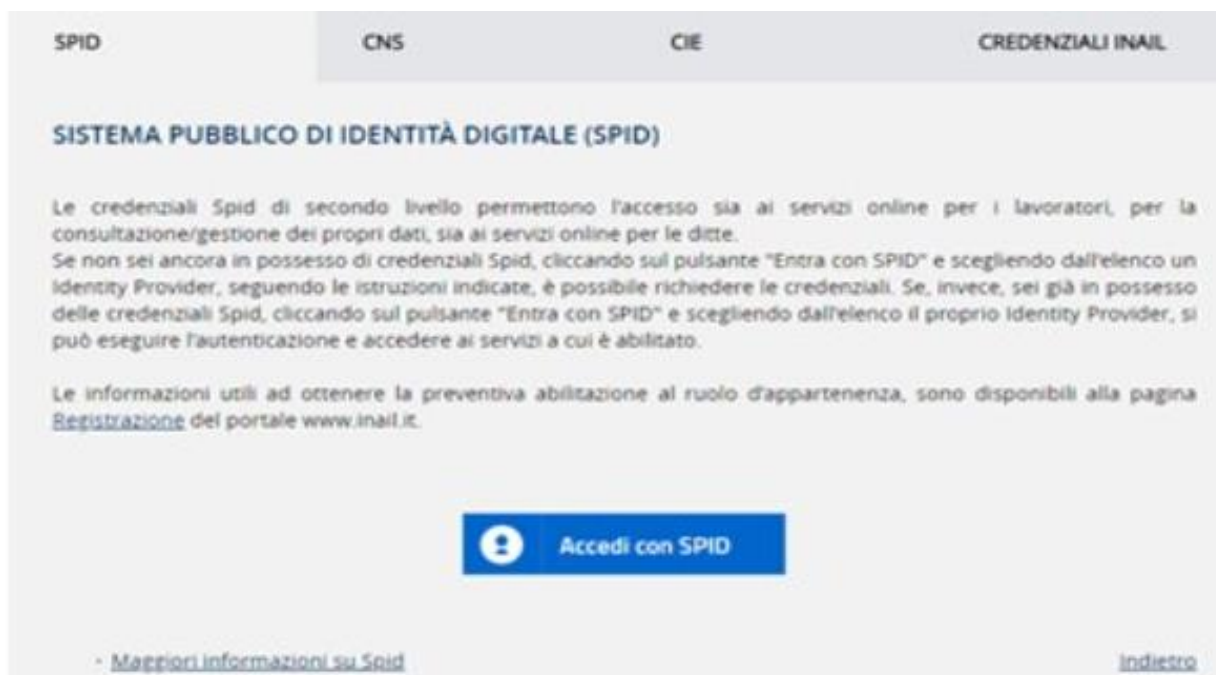 SPID CNS CIE CREDENZIALI INAIL
SISTEMA PUBBLICO DI IDENTITÀ DIGITALE (SPID)
Le credenziali Spid di secondo livello permettono l'accesso sia ai servizi online per i lavoratori, per la
consultazione/gestione dei propri dati, sia ai servizi online per le ditte.
Se non sei ancora in possesso di credenziali Spid, cliccando sul pulsante "Entra con SPID" e scegliendo dall'elenco un
Identity Provider, seguendo le istruzioni indicate, è possibile richiedere le credenziali. Se, invece, sei già in possesso
delle credenziali Spid, cliccando sul pulsante "Entra con SPID" e scegliendo dall'elenco il proprio Identity Provider, si
può eseguire l'autenticazione e accedere ai servizi a cui è abilitato.
Le informazioni utili ad ottenere la preventiva abilitazione al ruolo d'appartenenza, sono disponibili alla pagina
Registrazione del portale www.inail.it.
Accedi con SPID
· Maggiori informazioni su Spid Indietro